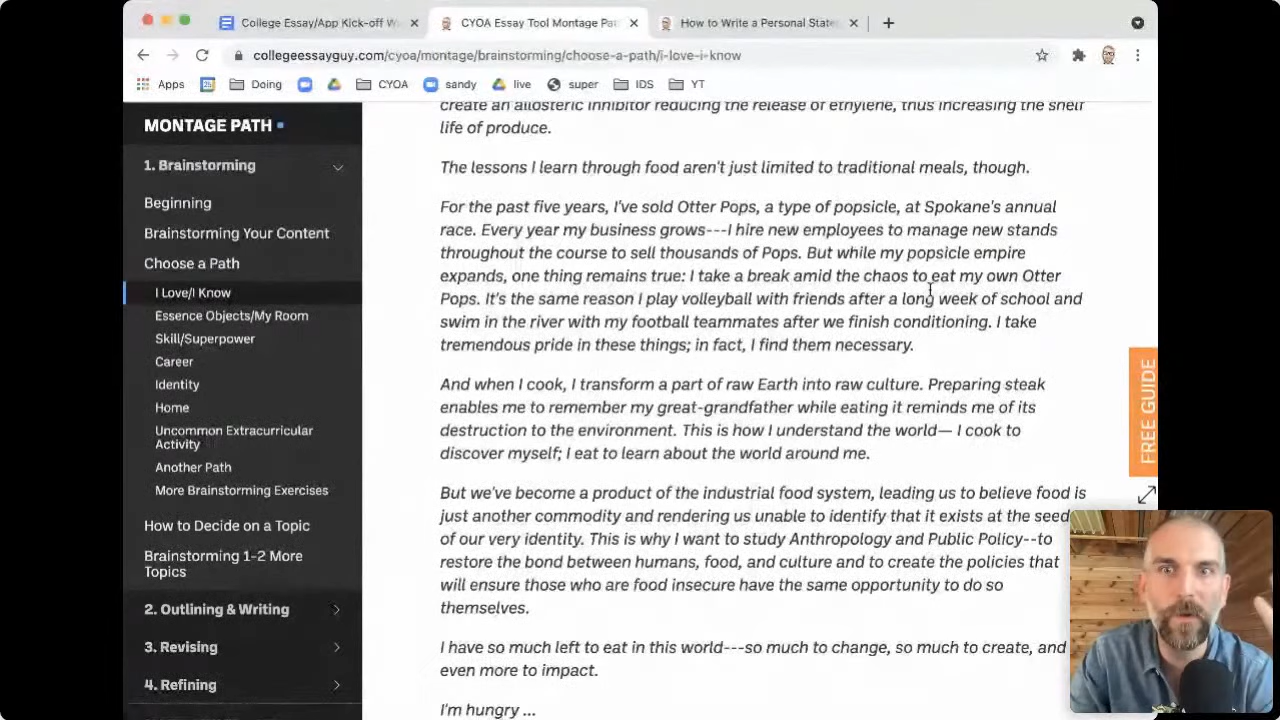 College Essay/App Kick-off W
CYOA Essay Tool Montage Pa
How to Write a Personal State
collegeessayguy.com/cyoa/montage/brainstorming/choose-a-path/i-love-i-know
Apps
Doing
CYOA
sandy
live
super
IDS
YT
MONTAGE PATH
1. Brainstorming
Beginning
Brainstorming Your Content
Choose a Path
I Love/I Know
Essence Objects/My Room
Skill/Superpower
Career
Identity
Home
Uncommon Extracurricular
Activity
Another Path
More Brainstorming Exercises
How to Decide on a Topic
Brainstorming 1-2 More
Topics
2. Outlining & Writing
3. Revising
4. Refining
create an allosteric inhibitor reducing the release of ethylene, thus increasing the shelf
life of produce.
The lessons I learn through food aren't just limited to traditional meals, though.
For the past five years, I've sold Otter Pops, a type of popsicle, at Spokane's annual
race. Every year my business grows---I hire new employees to manage new stands
throughout the course to sell thousands of Pops. But while my popsicle empire
expands, one thing remains true: I take a break amid the chaos to eat my own Otter
Pops. It's the same reason I play volleyball with friends after a long week of school and
swim in the river with my football teammates after we finish conditioning. I take
tremendous pride in these things; in fact, I find them necessary.
And when I cook, I transform a part of raw Earth into raw culture. Preparing steak
enables me to remember my great-grandfather while eating it reminds me of its
destruction to the environment. This is how I understand the world— I cook to
discover myself; I eat to learn about the world around me.
But we've become a product of the industrial food system, leading us to believe food is
just another commodity and rendering us unable to identify that it exists at the seed
of our very identity. This is why I want to study Anthropology and Public Policy--to
restore the bond between humans, food, and culture and to create the policies that
will ensure those who are food insecure have the same opportunity to do so
themselves.
I have so much left to eat in this world---so much to change, so much to create, and
even more to impact.
I'm hungry ...
FREE GUIDE